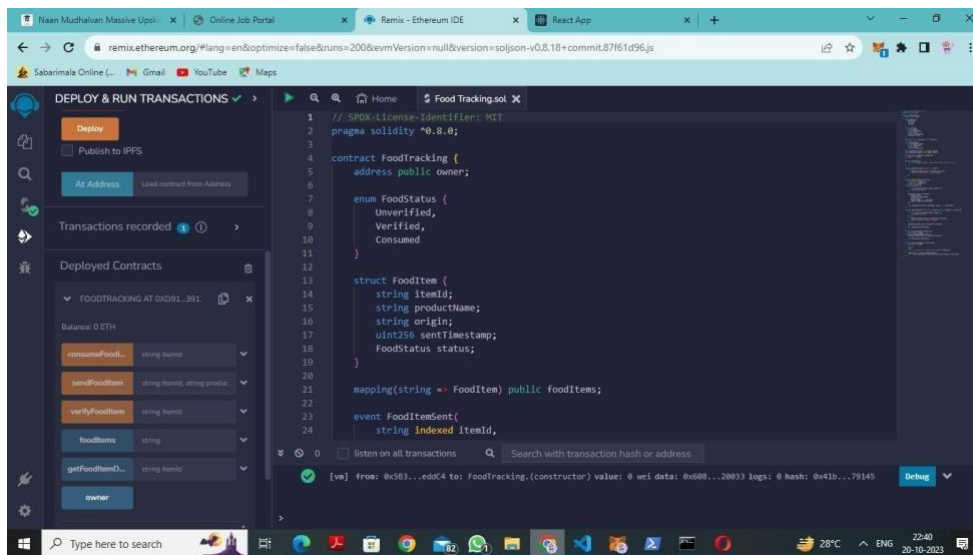 Naan Mudhalvan Massive Upski
Online Job Portal
Remix - Ethereum IDE
React App
remix.ethereum.org/#lang=en&optimize=false&runs=200&evmVersion=null&version=soljson-v0.8.18+commit.87f61d96.js
Sabarimala Online (...
Gmail
YouTube
Maps
DEPLOY & RUN TRANSACTIONS
Deploy
Publish to IPFS
At Address
Load contract from Address
Transactions recorded 1
Deployed Contracts
FOODTRACKING AT 0XD91...391
Balance: 0 ETH
consumeFoodI...
string itemId
sendFoodItem
string itemId, string produc
verifyFoodItem
string itemId
foodItems
string
getFoodItemD...
string itemId
owner
Home
Food Tracking.sol
1 // SPDX-License-Identifier: MIT
2 pragma solidity ^0.8.0;
3
4 contract FoodTracking {
5 address public owner;
6
7 enum FoodStatus {
8 Unverified,
9 Verified,
10 Consumed
11 }
12
13 struct FoodItem {
14 string itemId;
15 string productName;
16 string origin;
17 uint256 sentTimestamp;
18 FoodStatus status;
19 }
20
21 mapping(string => FoodItem) public foodItems;
22
23 event FoodItemSent(
24 string indexed itemId,
0
listen on all transactions
Search with transaction hash or address
[vm] from: 0x5B3...eddC4 to: FoodTracking.(constructor) value: 0 wei data: 0x608...20033 logs: 0 hash: 0x41b...79145
Debug
>
Type here to search
82
28°C
ENG
22:40
20-10-2023